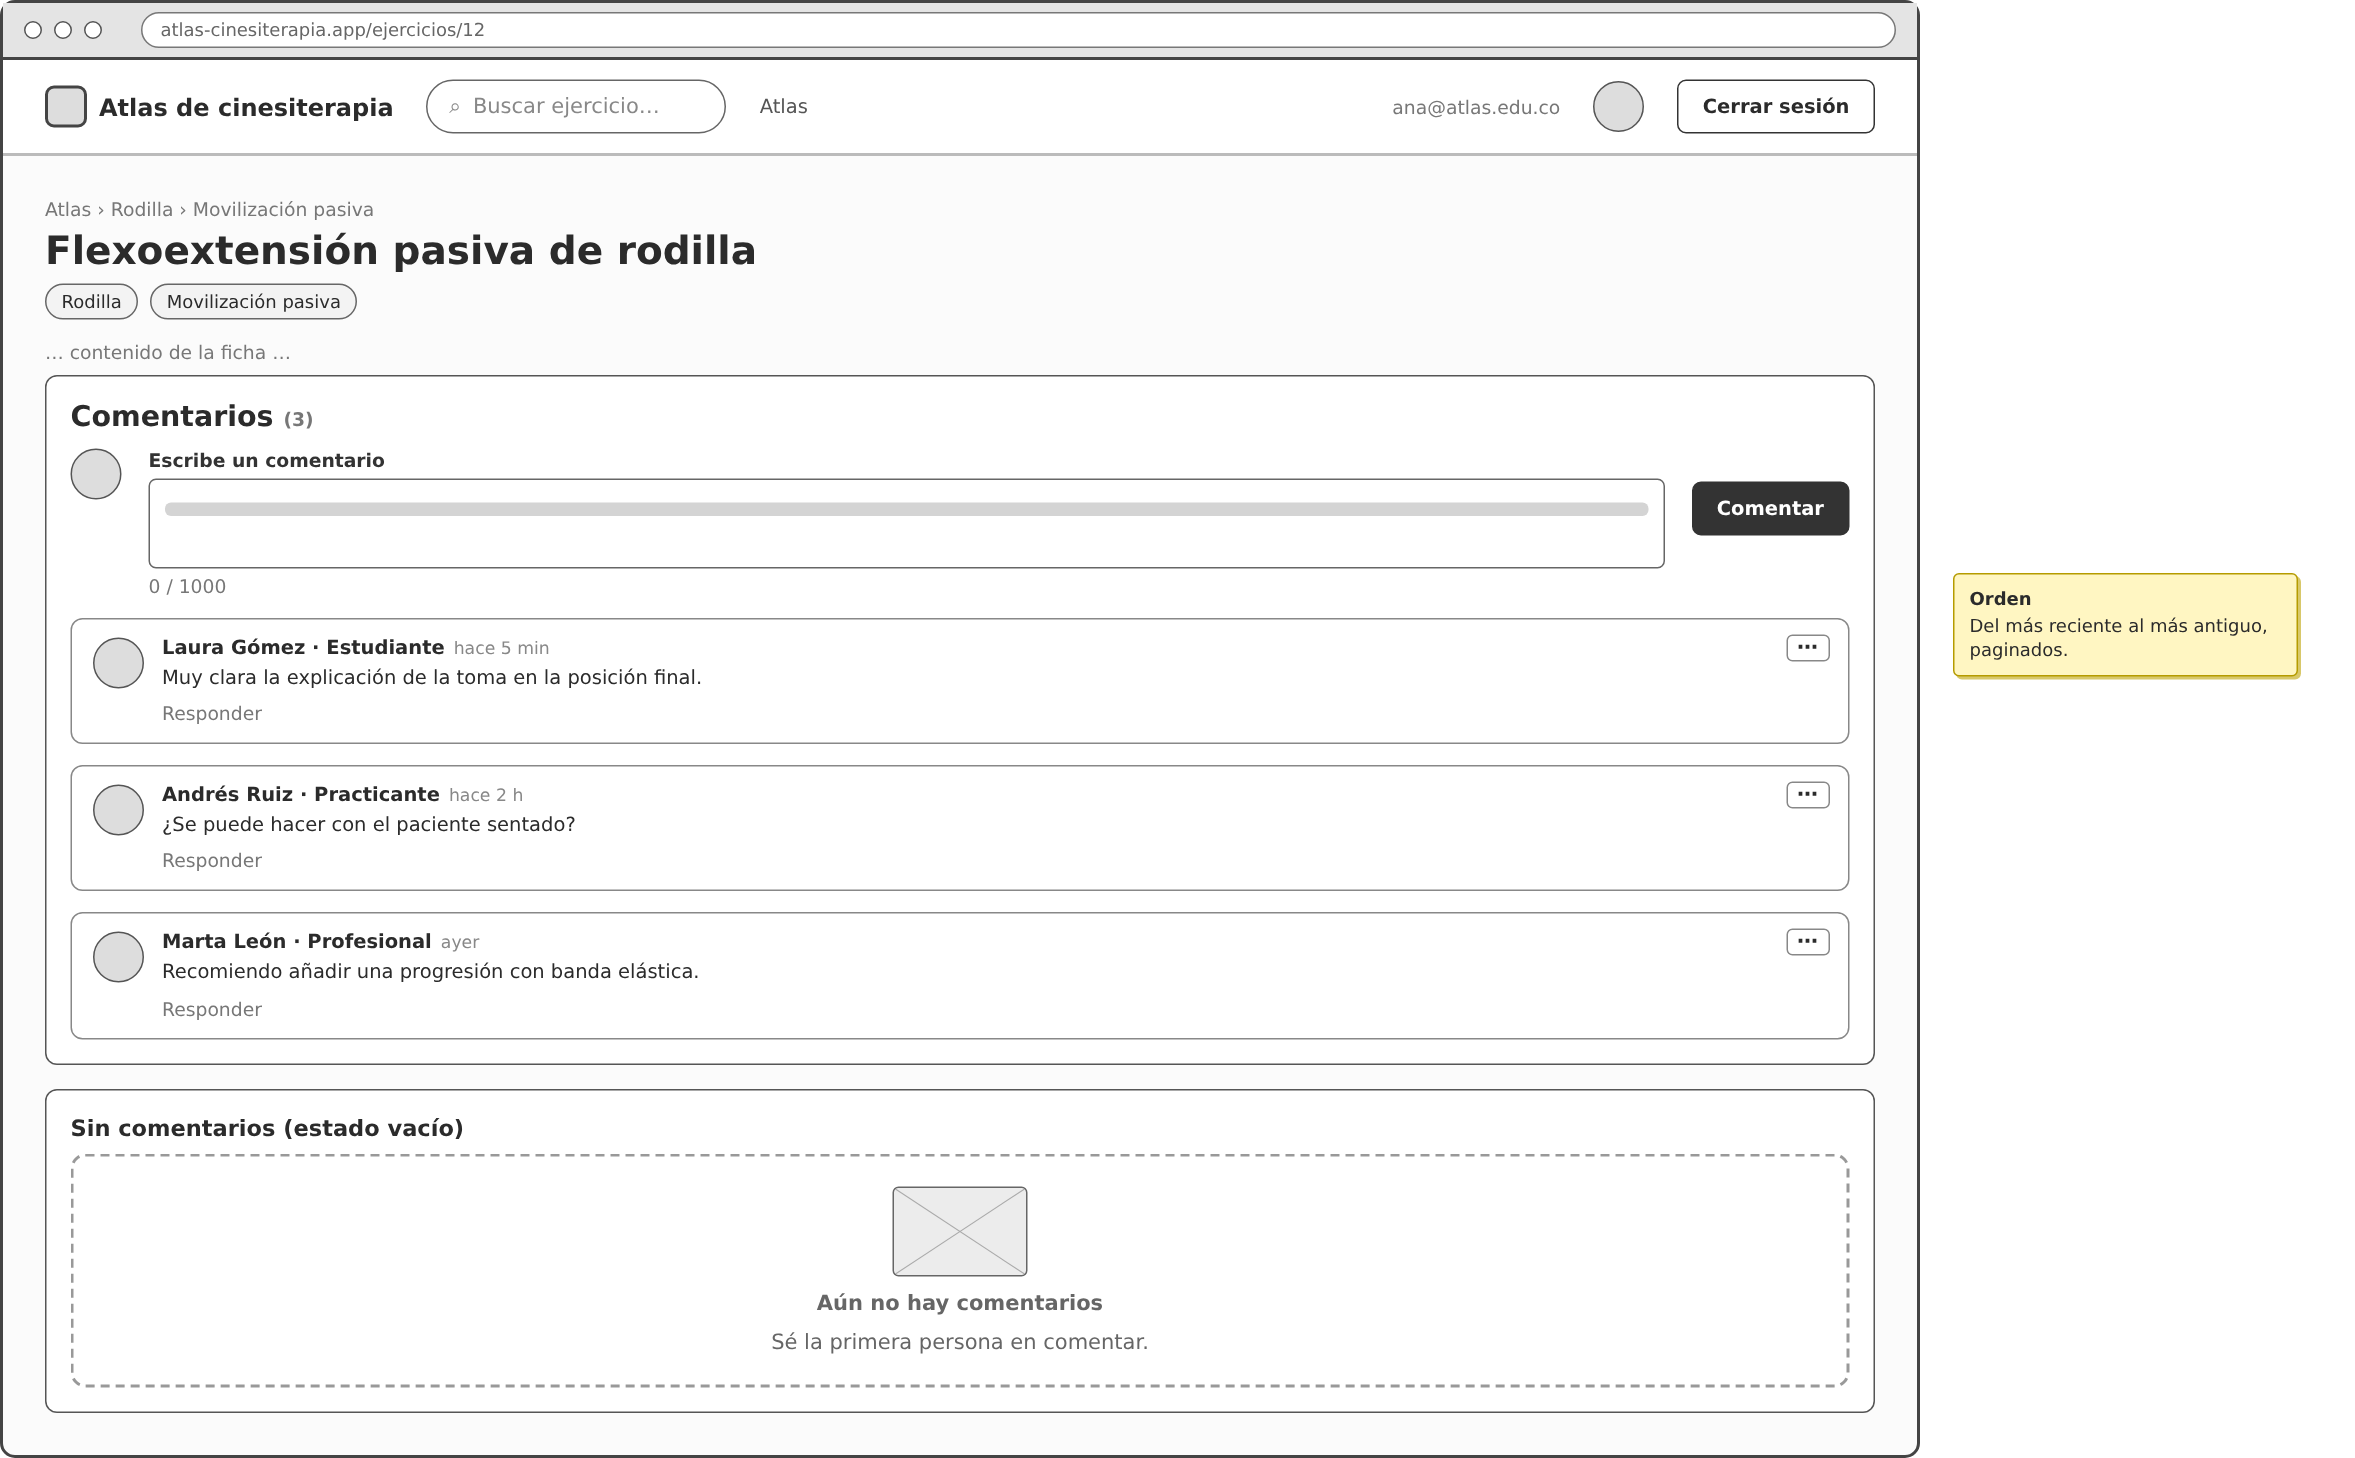 atlas-cinesiterapia.app/ejercicios/12
Atlas de cinesiterapia
Buscar ejercicio...
Atlas
ana@atlas.edu.co
Cerrar sesión
Atlas › Rodilla › Movilización pasiva
Flexoextensión pasiva de rodilla
Rodilla
Movilización pasiva
... contenido de la ficha ...
Comentarios (3)
Escribe un comentario
Comentar
0 / 1000
Laura Gómez · Estudiante hace 5 min
Muy clara la explicación de la toma en la posición final.
Responder
Andrés Ruiz · Practicante hace 2 h
¿Se puede hacer con el paciente sentado?
Responder
Marta León · Profesional ayer
Recomiendo añadir una progresión con banda elástica.
Responder
Sin comentarios (estado vacío)
Aún no hay comentarios
Sé la primera persona en comentar.
Orden
Del más reciente al más antiguo,
paginados.